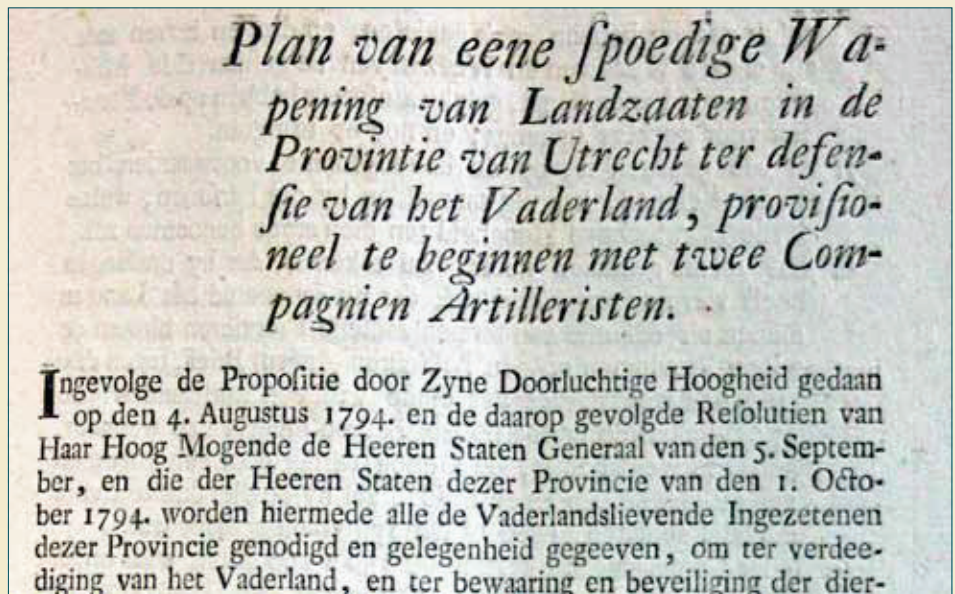 Plan van eene ſpoedige Wa-
pening van Landzaaten in de
Provintie van Utrecht ter defen-
ſie van het Vaderland, proviſio-
neel te beginnen met twee Com-
pagnien Artilleristen.
Ingevolge de Propoſitie door Zyne Doorluchtige Hoogheid gedaan
op den 4. Augustus 1794. en de daarop gevolgde Reſolutien van
Haar Hoog Mogende de Heeren Staten Generaal van den 5. Septem-
ber, en die der Heeren Staten dezer Provincie van den 1. Octo-
ber 1794. worden hiermede alle de Vaderlandslievende Ingezetenen
dezer Provincie genodigd en gelegenheid gegeeven, om ter verdee-
diging van het Vaderland, en ter bewaaring en beveiliging der dier-